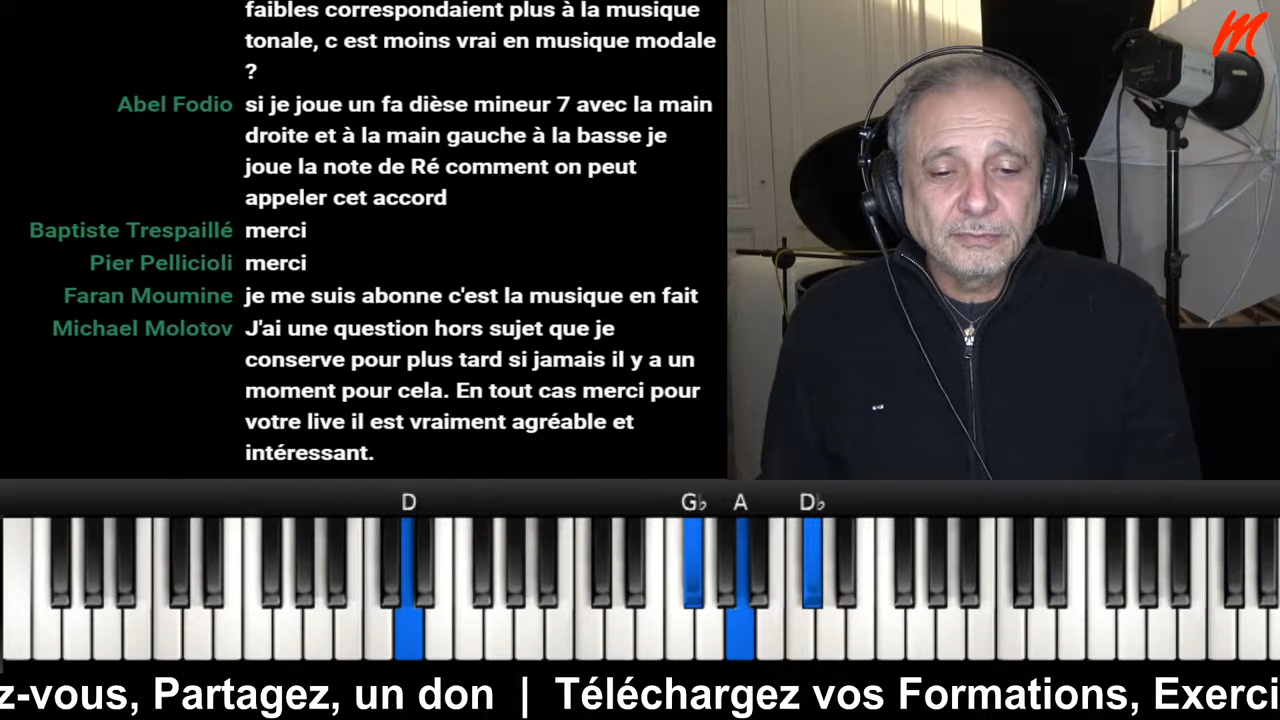 faibles correspondaient plus à la musique
tonale, c est moins vrai en musique modale
?
Abel Fodio si je joue un fa dièse mineur 7 avec la main
droite et à la main gauche à la basse je
joue la note de Ré comment on peut
appeler cet accord
Baptiste Trespaillé merci
Pier Pellicioli merci
Faran Moumine je me suis abonne c'est la musique en fait
Michael Molotov J'ai une question hors sujet que je
conserve pour plus tard si jamais il y a un
moment pour cela. En tout cas merci pour
votre live il est vraiment agréable et
intéressant.
D G♭ A D♭
z-vous, Partagez, un don | Téléchargez vos Formations, Exerci